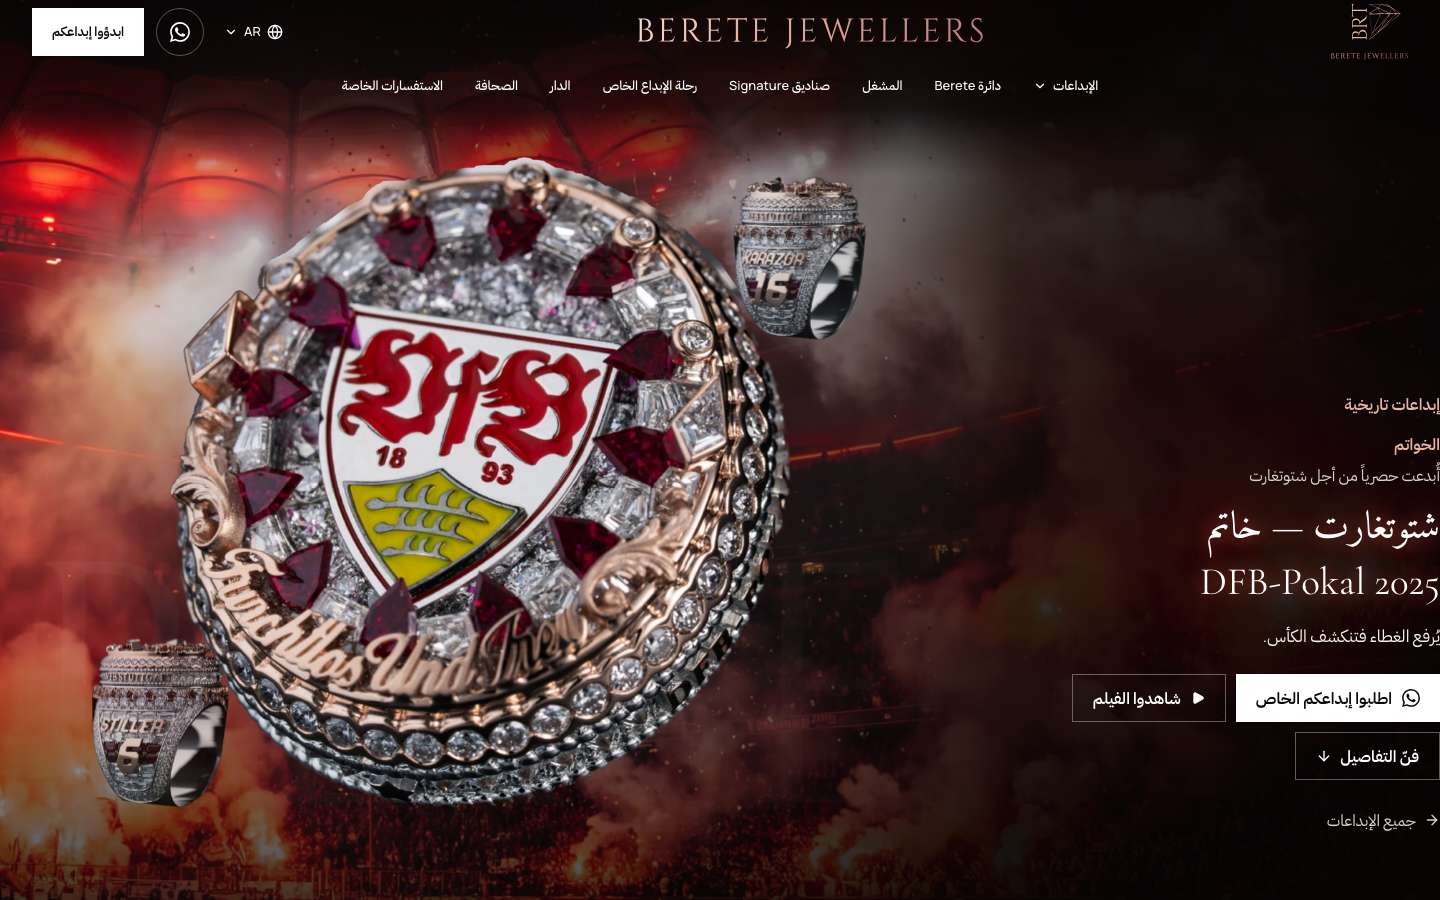 BRT
BERETE JEWELLERS
BERETE JEWELLERS
AR
ابدؤوا إبداعكم
الإبداعات
دائرة Berete
المشغل
صناديق Signature
رحلة الإبداع الخاص
الدار
الصحافة
الاستفسارات الخاصة
KARAZOR
16
VfB
18 93
Furchtlos Und Treu
STILLER
6
إبداعات تاريخية
الخواتم
أُبدعت حصرياً من أجل شتوتغارت
شتوتغارت — خاتم
DFB-Pokal 2025
يُرفع الغطاء فتنكشف الكأس.
اطلبوا إبداعكم الخاص
شاهدوا الفيلم
فنّ التفاصيل
جميع الإبداعات